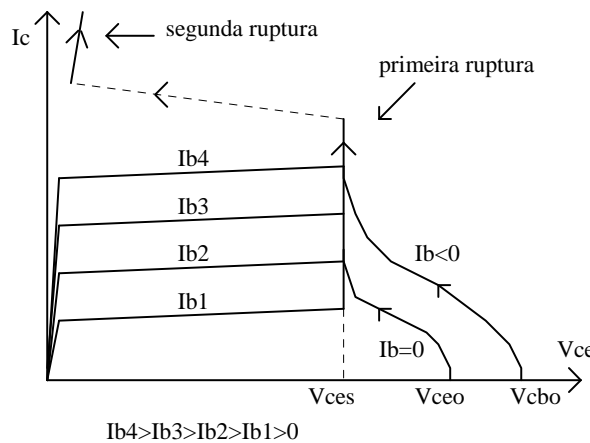 Ic
segunda ruptura
primeira ruptura
Ib4
Ib3
Ib2
Ib1
Ib<0
Ib=0
Vce
Vces
Vceo
Vcbo
Ib4>Ib3>Ib2>Ib1>0